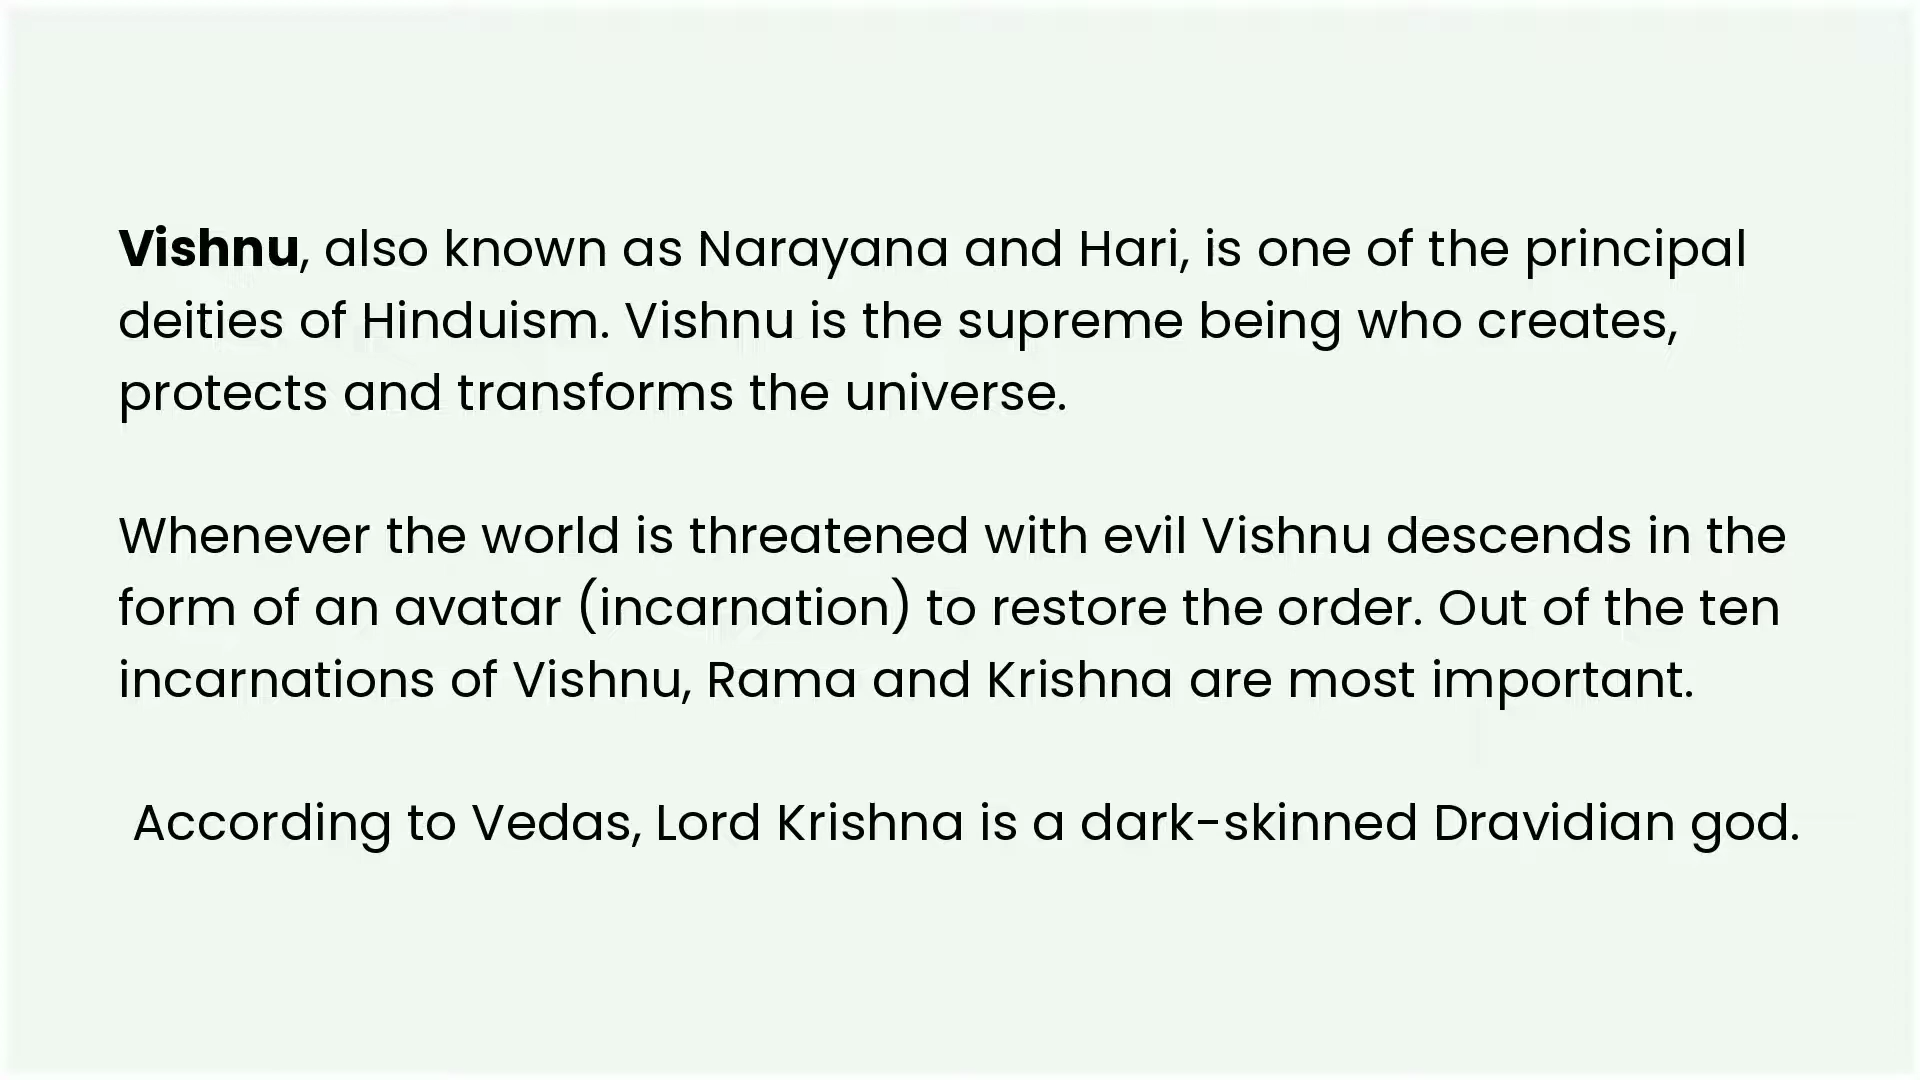 Vishnu, also known as Narayana and Hari, is one of the principal
deities of Hinduism. Vishnu is the supreme being who creates,
protects and transforms the universe.
Whenever the world is threatened with evil Vishnu descends in the
form of an avatar (incarnation) to restore the order. Out of the ten
incarnations of Vishnu, Rama and Krishna are most important.
According to Vedas, Lord Krishna is a dark-skinned Dravidian god.